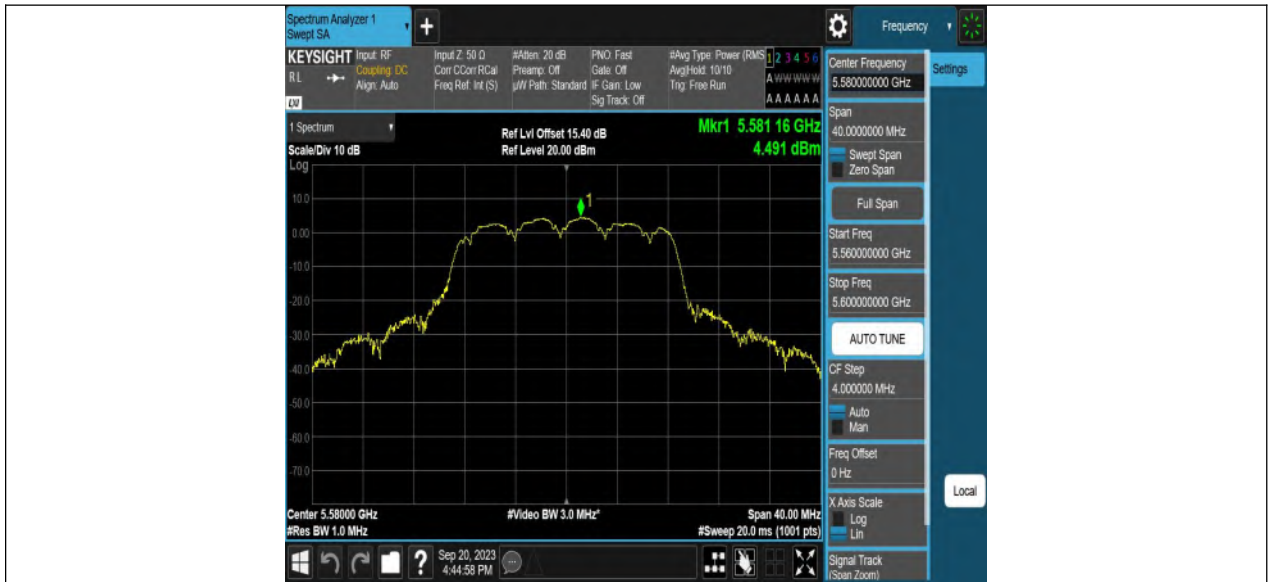 Spectrum Analyzer 1
Swept SA
+
Frequency
KEYSIGHT
RL
LXI
Input: RF
Coupling: DC
Align: Auto
Input Z: 50 Ω
Corr CCorr RCal
Freq Ref: Int (S)
#Atten: 20 dB
Preamp: Off
µW Path: Standard
PNO: Fast
Gate: Off
IF Gain: Low
Sig Track: Off
#Avg Type: Power (RMS
Avg|Hold: 10/10
Trig: Free Run
1 2 3 4 5 6
A W W W W W
A A A A A A
1 Spectrum
Scale/Div 10 dB
Log
Ref Lvl Offset 15.40 dB
Ref Level 20.00 dBm
Mkr1 5.581 16 GHz
4.491 dBm
1
10.0
0.00
-10.0
-20.0
-30.0
-40.0
-50.0
-60.0
-70.0
Center 5.58000 GHz
#Res BW 1.0 MHz
#Video BW 3.0 MHz*
Span 40.00 MHz
#Sweep 20.0 ms (1001 pts)
?
Sep 20, 2023
4:44:58 PM
Center Frequency
5.580000000 GHz
Settings
Span
40.0000000 MHz
Swept Span
Zero Span
Full Span
Start Freq
5.560000000 GHz
Stop Freq
5.600000000 GHz
AUTO TUNE
CF Step
4.000000 MHz
Auto
Man
Freq Offset
0 Hz
X Axis Scale
Log
Lin
Local
Signal Track
(Span Zoom)